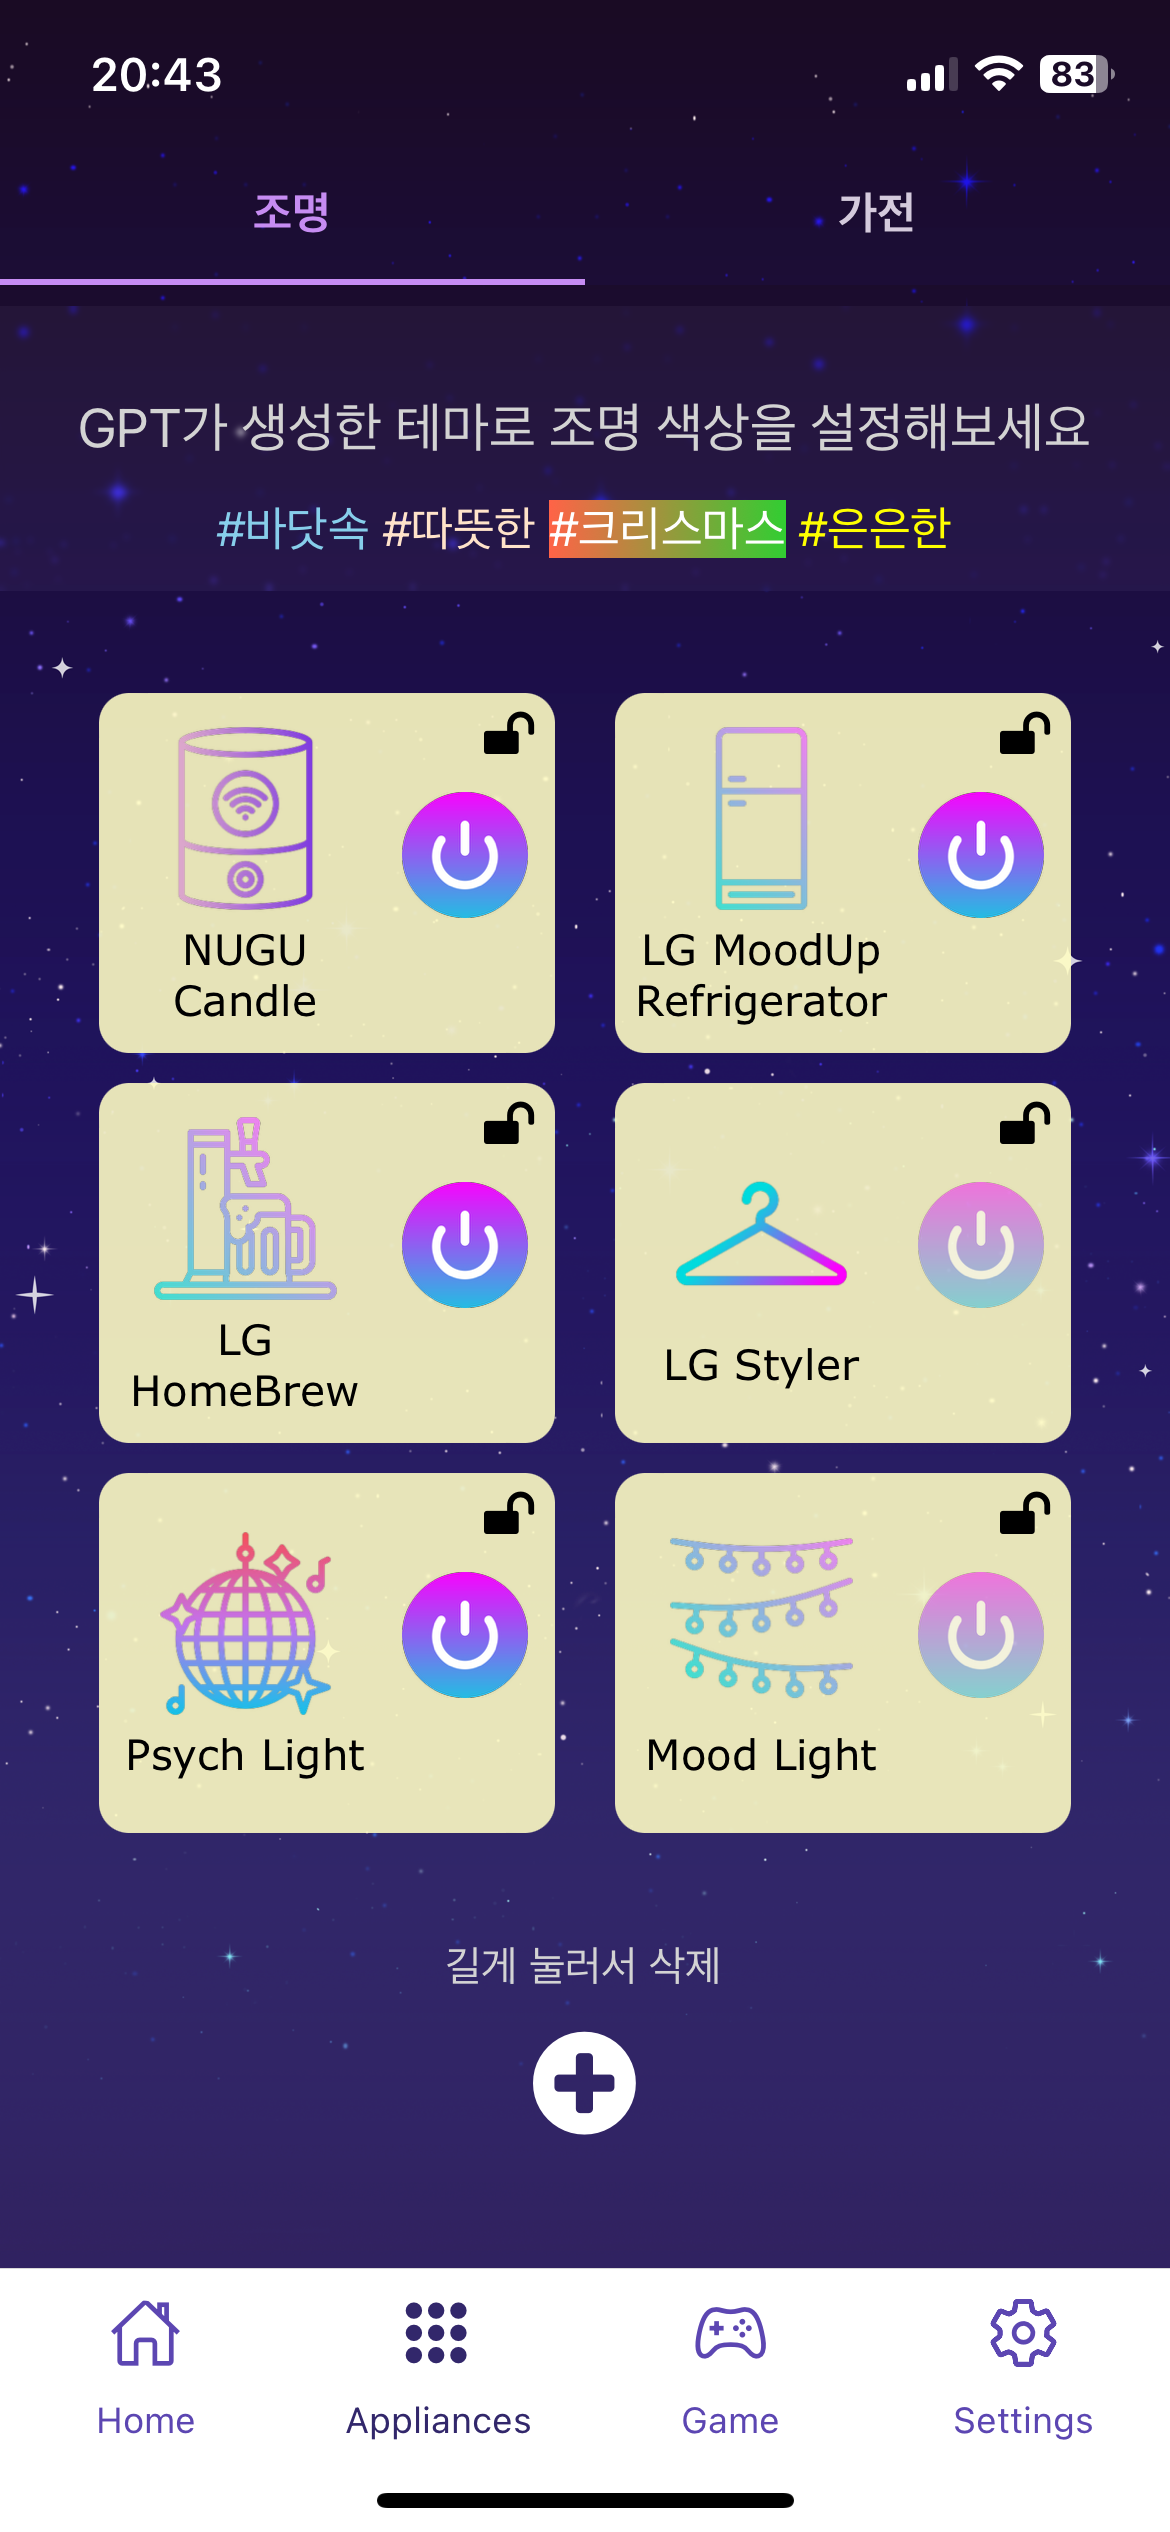 20:43
83
조명
가전
GPT가 생성한 테마로 조명 색상을 설정해보세요
#바닷속 #따뜻한 #크리스마스 #은은한
NUGU
Candle
LG MoodUp
Refrigerator
LG
HomeBrew
LG Styler
Psych Light
Mood Light
길게 눌러서 삭제
Home
Appliances
Game
Settings